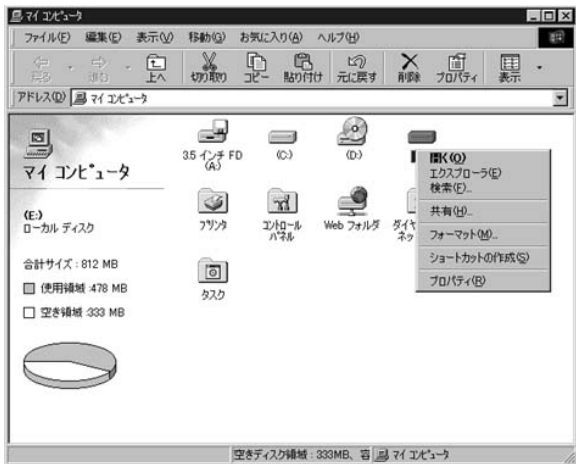 マイ コンピュータ
ファイル(F) 編集(E) 表示(V) 移動(G) お気に入り(A) ヘルプ(H)
戻る 進む 上へ 切り取り コピー 貼り付け 元に戻す 削除 プロパティ 表示
アドレス(D) マイ コンピュータ
マイ コンピュータ
(E:)
ローカル ディスク
合計サイズ : 812 MB
使用領域 :478 MB
空き領域 :333 MB
3.5 インチ FD (A:)
(C:)
(D:)
プリンタ
コントロール パネル
Web フォルダ
ダイヤ
ネッ
タスク
開く(O)
エクスプローラ(E)
検索(F)...
共有(H)...
フォーマット(M)...
ショートカットの作成(S)
プロパティ(R)
空きディスク領域 : 333MB、容 マイ コンピュータ